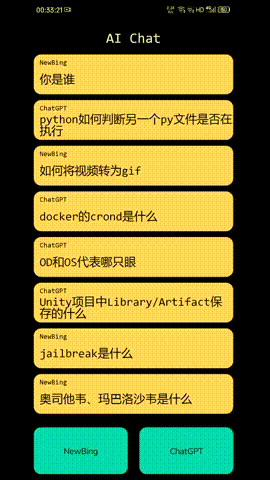 00:33:21
HD
AI Chat
NewBing
你是谁
ChatGPT
python如何判断另一个py文件是否在
执行
NewBing
如何将视频转为gif
ChatGPT
docker的crond是什么
ChatGPT
OD和OS代表哪只眼
ChatGPT
Unity项目中Library/Artifact保
存的什么
NewBing
jailbreak是什么
NewBing
奥司他韦、玛巴洛沙韦是什么
NewBing
ChatGPT